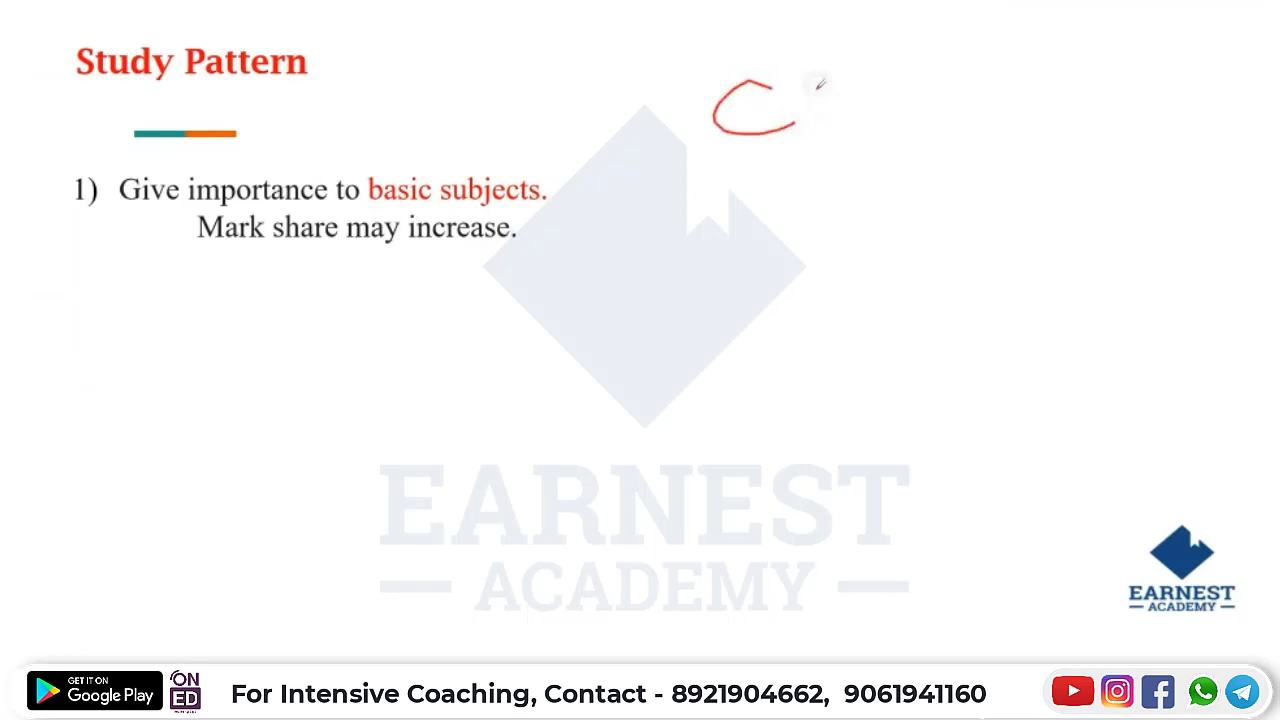 Study Pattern
C
1) Give importance to basic subjects.
Mark share may increase.
EARNEST
ACADEMY
EARNEST
ACADEMY
GET IT ON
Google Play
ON
ED
For Intensive Coaching, Contact - 8921904662, 9061941160